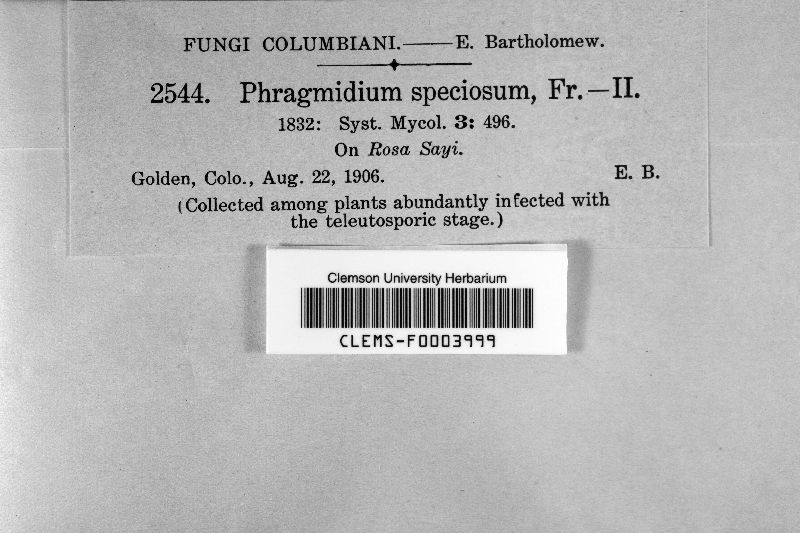 FUNGI COLUMBIANI.——E. Bartholomew.
2544. Phragmidium speciosum, Fr.—II.
1832: Syst. Mycol. 3: 496.
On Rosa Sayi.
Golden, Colo., Aug. 22, 1906. E. B.
(Collected among plants abundantly infected with
the teleutosporic stage.)
Clemson University Herbarium
CLEMS-F0003999